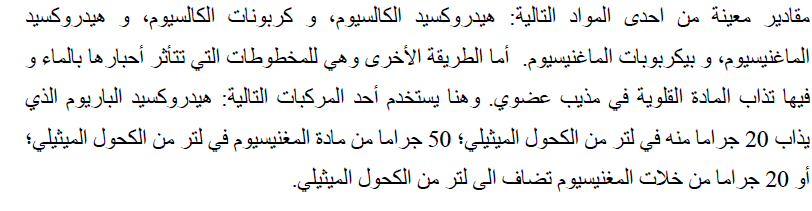 مقادير معينة من احدى المواد التالية: هيدروكسيد الكالسيوم، و كربونات الكالسيوم، و هيدروكسيد
الماغنيسيوم، و بيكربوبات الماغنيسيوم. أما الطريقة الأخرى وهي للمخطوطات التي تتأثر أحبارها بالماء و
فيها تذاب المادة القلوية في مذيب عضوي. وهنا يستخدم أحد المركبات التالية: هيدروكسيد الباريوم الذي
يذاب 20 جراما منه في لتر من الكحول الميثيلي؛ 50 جراما من مادة المغنيسيوم في لتر من الكحول الميثيلي؛
أو 20 جراما من خلات المغنيسيوم تضاف الى لتر من الكحول الميثيلي.